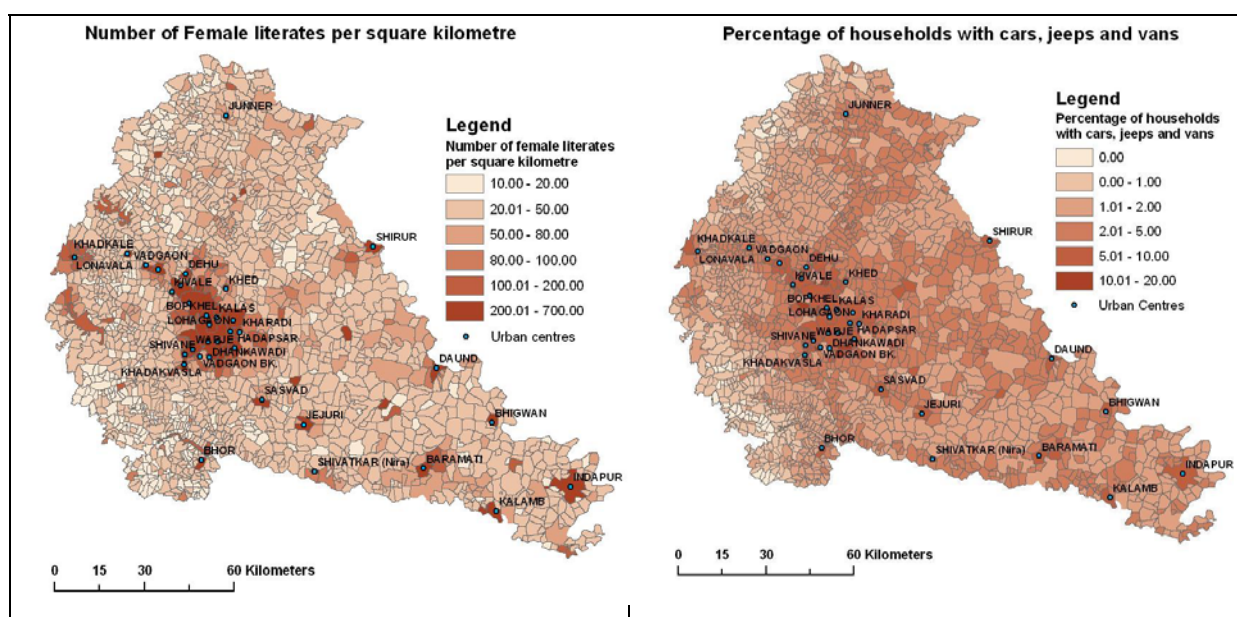 Number of Female literates per square kilometre
JUNNER
Legend
Number of female literates
per square kilometre
10.00 - 20.00
20.01 - 50.00
50.00 - 80.00
80.00 - 100.00
100.01 - 200.00
200.01 - 700.00
Urban centres
SHIRUR
KHADKALE
VADGAON
LONAVALA
DEHU
KIVALE
KHED
BOPKHEL
KALAS
LOHAGAON
KHARADI
SHIVANE
WARJE
HADAPSAR
DHANKAWADI
VADGAON BK.
KHADAKVASLA
DAUND
SASVAD
JEJURI
BHIGWAN
BHOR
SHIVATKAR (Nira)
BARAMATI
INDAPUR
KALAMB
0 15 30 60 Kilometers
Percentage of households with cars, jeeps and vans
JUNNER
Legend
Percentage of households
with cars, jeeps and vans
0.00
0.00 - 1.00
1.01 - 2.00
2.01 - 5.00
5.01 - 10.00
10.01 - 20.00
Urban Centres
SHIRUR
KHADKALE
VADGAON
LONAVALA
DEHU
KIVALE
KHED
BOPKHEL
KALAS
LOHAGAON
KHARADI
SHIVANE
WARJE
HADAPSAR
DHANKAWADI
VADGAON BK.
KHADAKVASLA
DAUND
SASVAD
JEJURI
BHIGWAN
BHOR
SHIVATKAR (Nira)
BARAMATI
INDAPUR
KALAMB
0 15 30 60 Kilometers